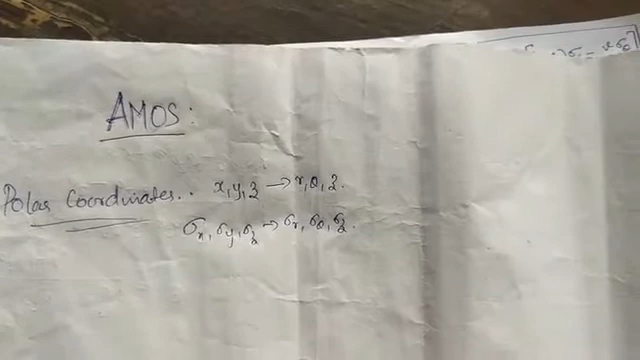 AMOS:
Polar Coordinates.. x, y, z → r, θ, z.
σx, σy, σz → σr, σθ, σz.